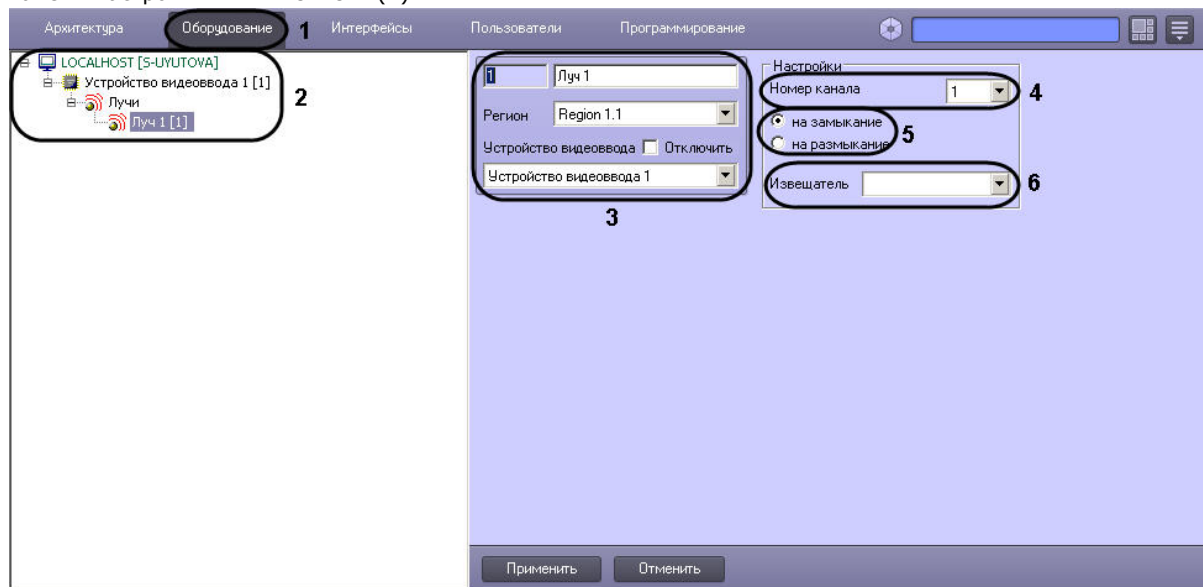 Архитектура Оборудование 1 Интерфейсы Пользователи Программирование
LOCALHOST [S-UYUTOVA]
Устройство видеоввода 1 [1]
Лучи
Луч 1 [1]
2
1 Луч 1
Регион Region 1.1
Устройство видеоввода Отключить
Устройство видеоввода 1
3
Настройки
Номер канала 1 4
на замыкание
на размыкание
5
Извещатель 6
Применить Отменить